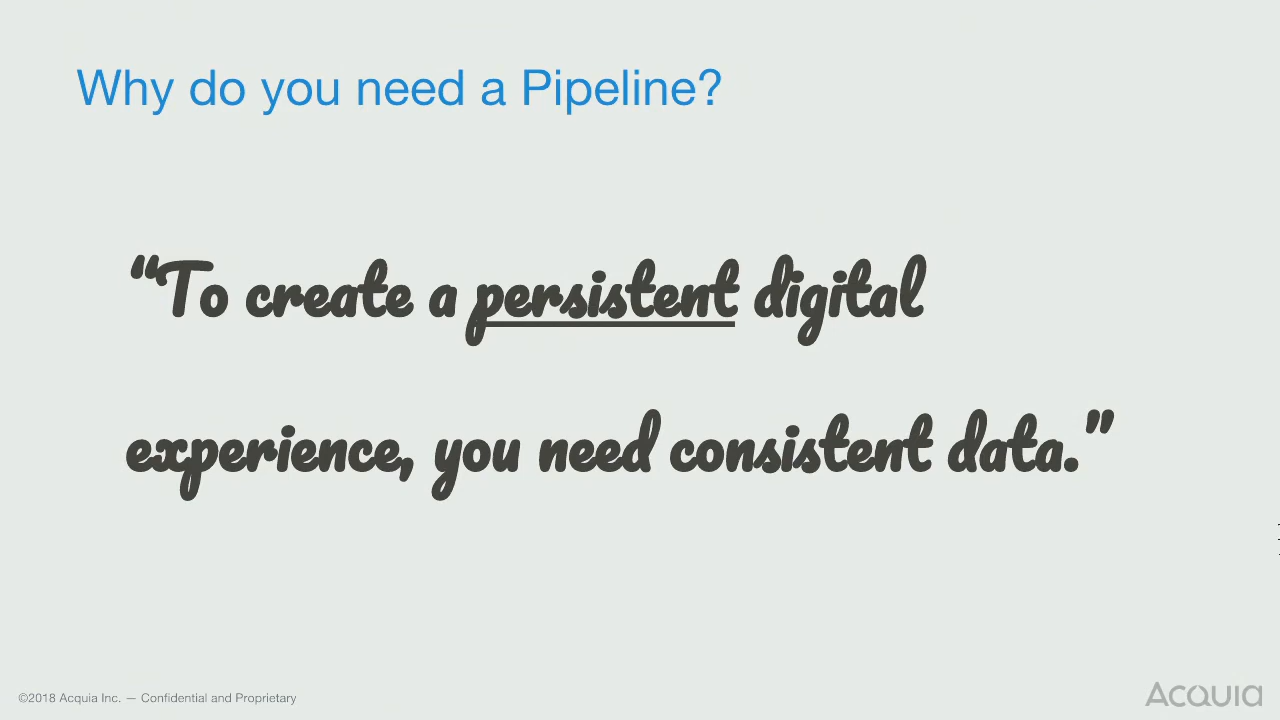 Why do you need a Pipeline?
“To create a persistent digital
experience, you need consistent data.”
©2018 Acquia Inc. — Confidential and Proprietary
Acquia